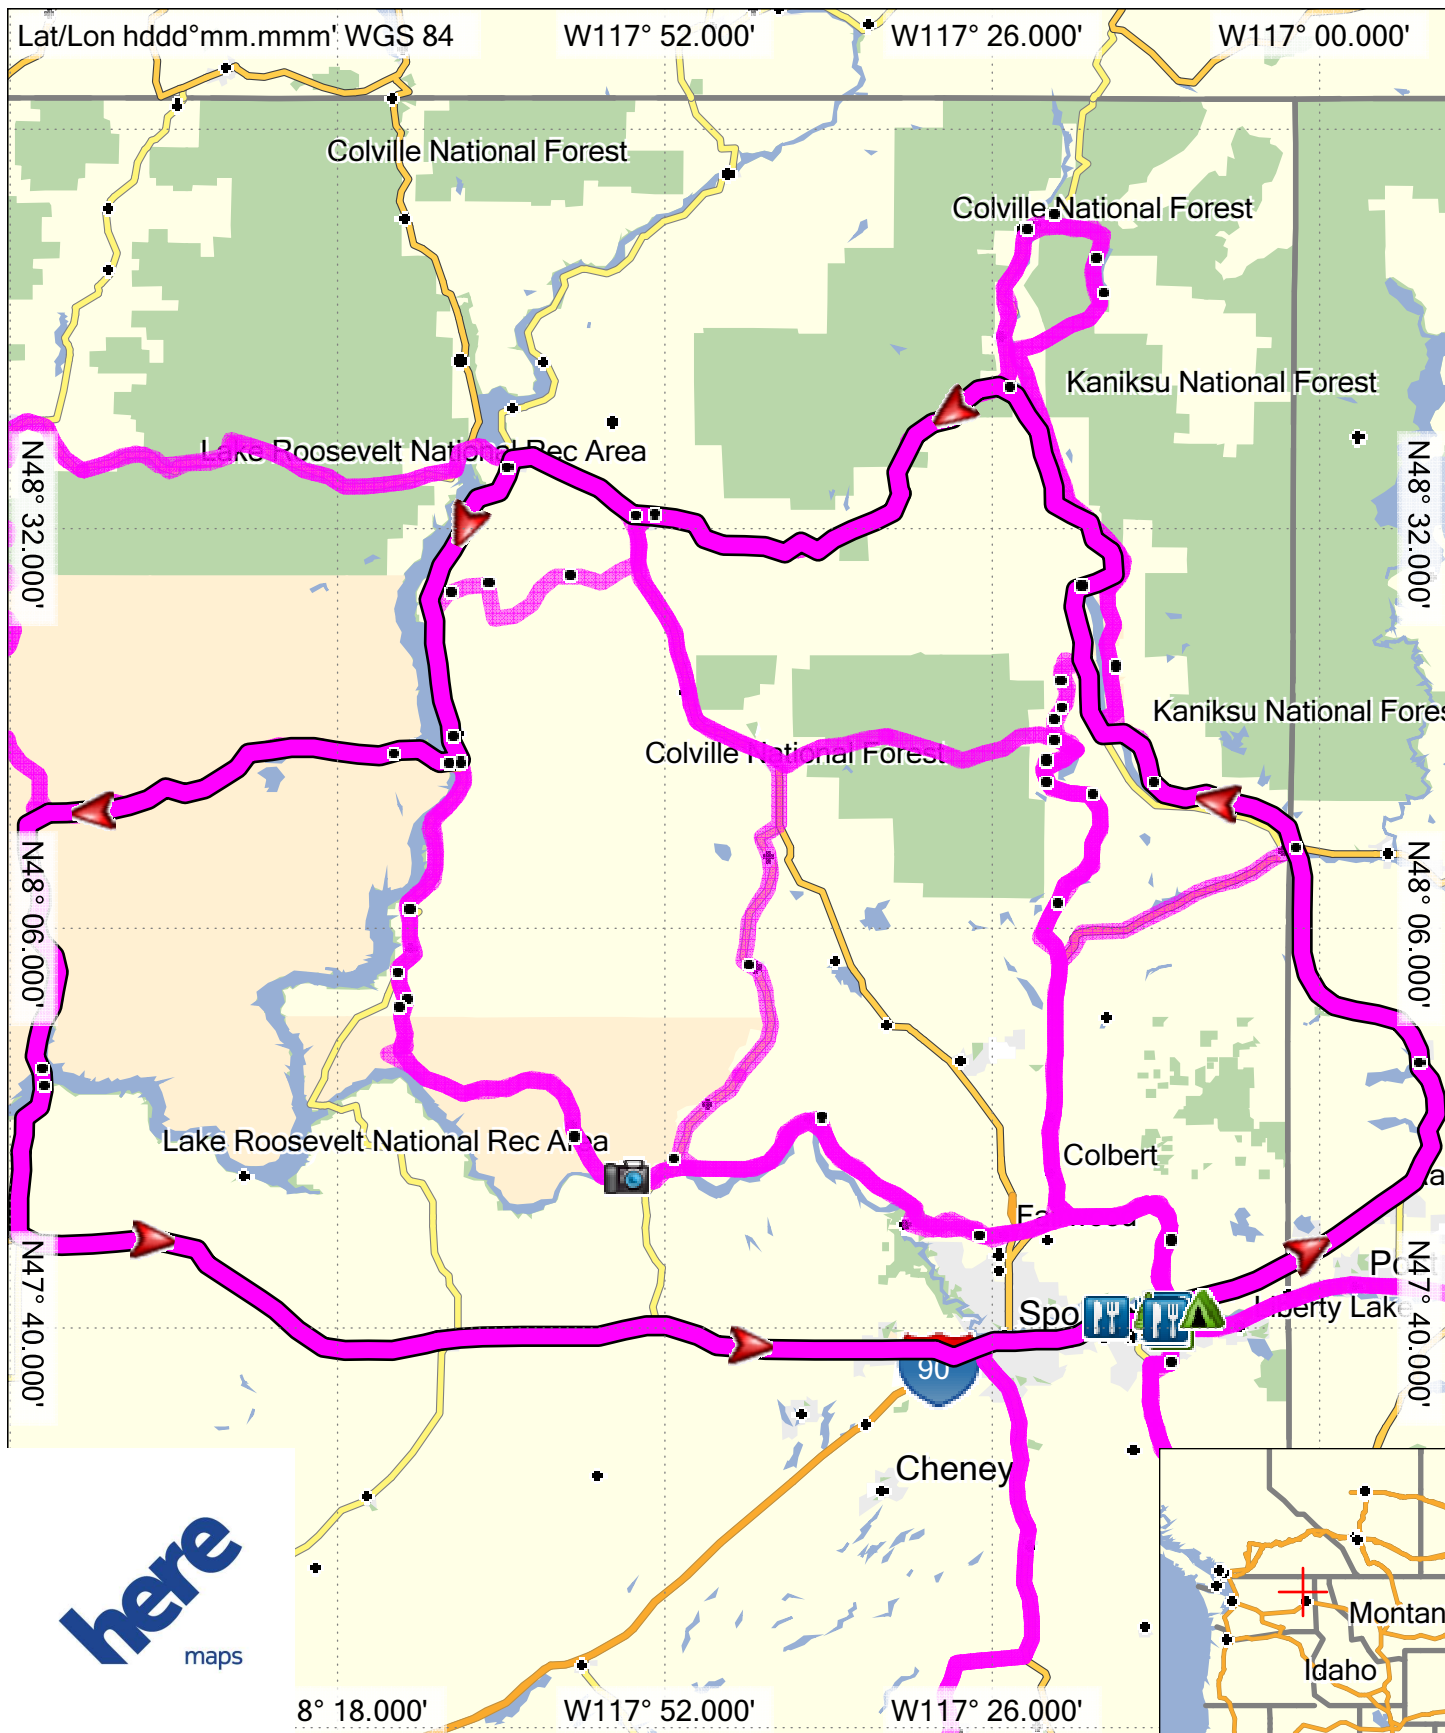 Lat/Lon hddd°mm.mmm' WGS 84
W117° 52.000'
W117° 26.000'
W117° 00.000'
Colville National Forest
Colville National Forest
Kaniksu National Forest
Lake Roosevelt National Rec Area
N48° 32.000'
N48° 32.000'
Kaniksu National Fores
Colville National Forest
N48° 06.000'
N48° 06.000'
Lake Roosevelt National Rec Area
Colbert
N47° 40.000'
N47° 40.000'
Spo
Liberty Lake
90
Cheney
here
maps
Montan
Idaho
8° 18.000'
W117° 52.000'
W117° 26.000'